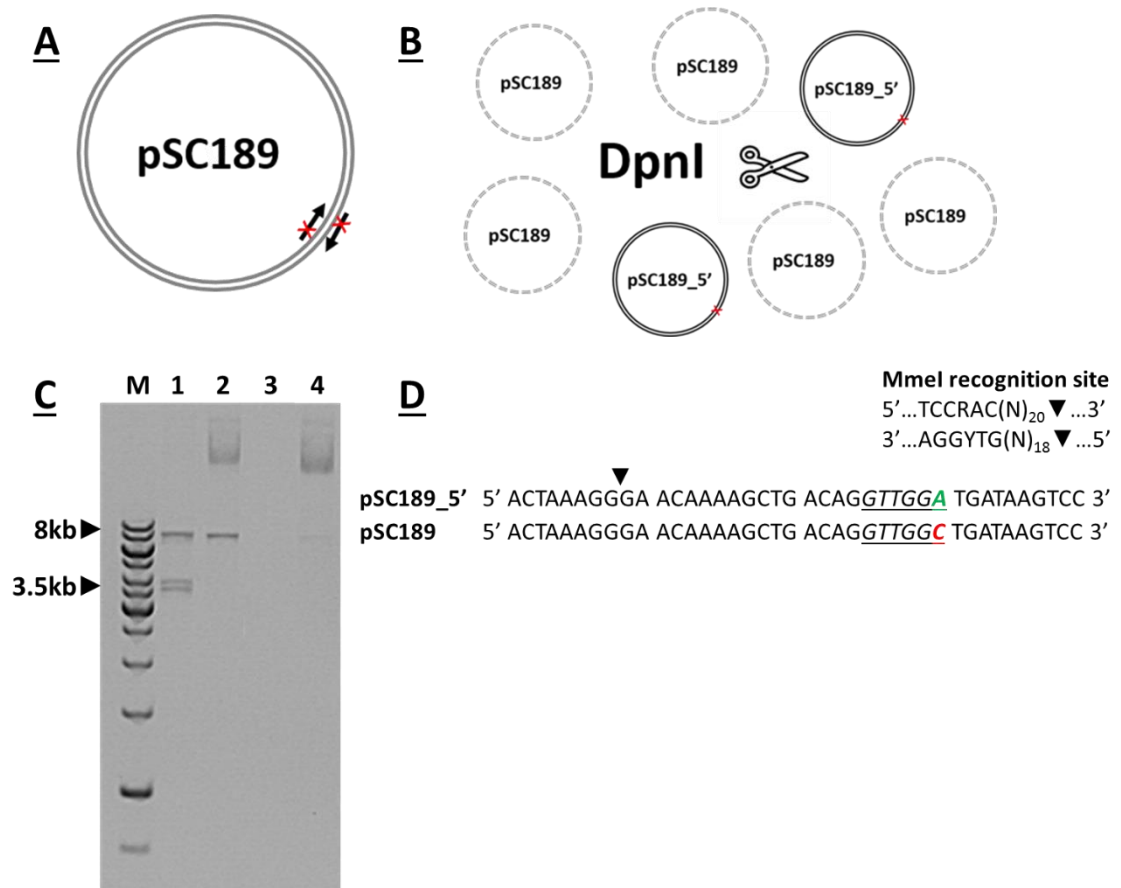 A
pSC189
B
pSC189
pSC189
pSC189_5’
DpnI
pSC189
pSC189
pSC189_5’
pSC189
C
M 1 2 3 4
8kb
3.5kb
D
MmeI recognition site
5’...TCCRAC(N)20▼...3’
3’...AGGYTG(N)18▼...5’
pSC189_5’ 5’ ACTAAAGGGA ACAAAAGCTG ACAGGTTGGA TGATAAGTCC 3’
pSC189 5’ ACTAAAGGGA ACAAAAGCTG ACAGGTTGGC TGATAAGTCC 3’